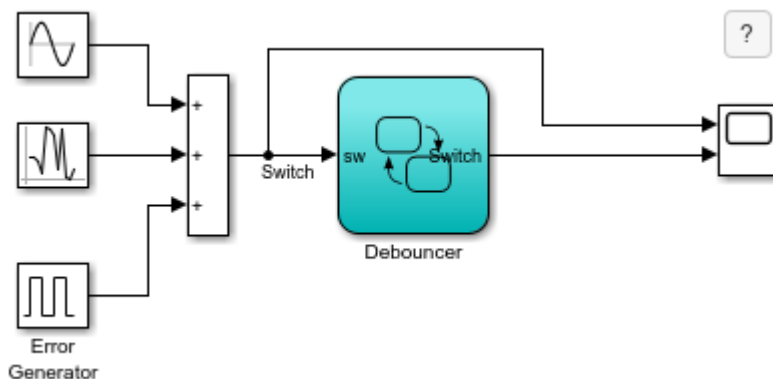 ?
+
+
+
Switch
sw
Switch
Debouncer
Error
Generator